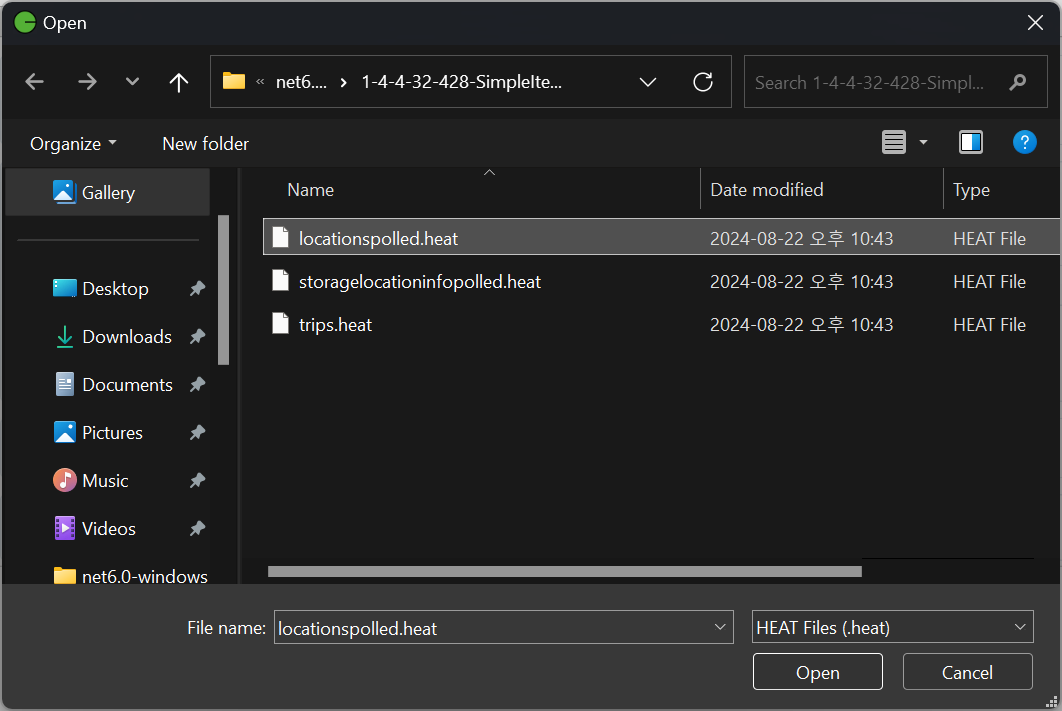 Open
« net6.... › 1-4-4-32-428-SimpleIte...
Search 1-4-4-32-428-Simpl...
Organize
New folder
Gallery
Desktop
Downloads
Documents
Pictures
Music
Videos
net6.0-windows
Name Date modified Type
locationspolled.heat 2024-08-22 오후 10:43 HEAT File
storagelocationinfopolled.heat 2024-08-22 오후 10:43 HEAT File
trips.heat 2024-08-22 오후 10:43 HEAT File
File name: locationspolled.heat
HEAT Files (.heat)
Open Cancel